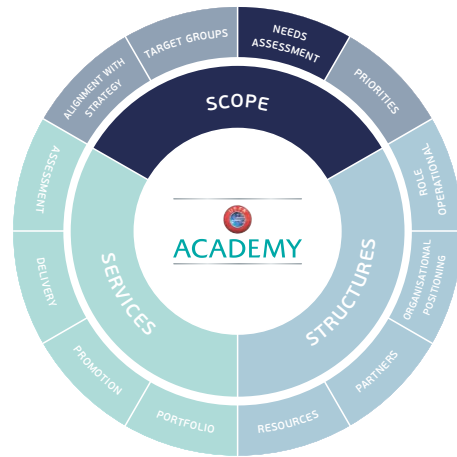 NEEDS
ASSESSMENT
PRIORITIES
ROLE
OPERATIONAL
ORGANISATIONAL
POSITIONING
PARTNERS
RESOURCES
PORTFOLIO
PROMOTION
DELIVERY
ASSESSMENT
ALIGNMENT WITH
STRATEGY
TARGET GROUPS
SCOPE
STRUCTURES
SERVICES
UEFA
ACADEMY